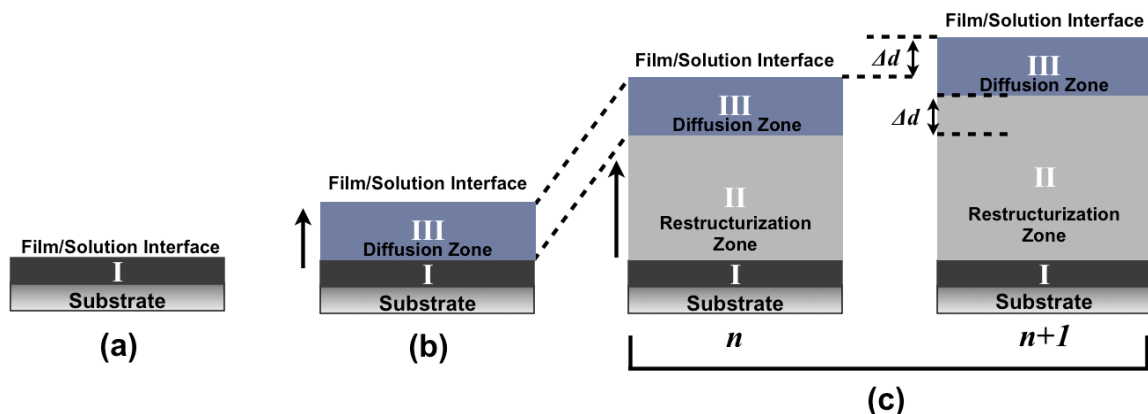 Film/Solution Interface
I
Substrate
(a)
Film/Solution Interface
III
Diffusion Zone
I
Substrate
(b)
Film/Solution Interface
III
Diffusion Zone
II
Restructurization
Zone
I
Substrate
n
Δd
Δd
Film/Solution Interface
III
Diffusion Zone
II
Restructurization
Zone
I
Substrate
n+1
(c)